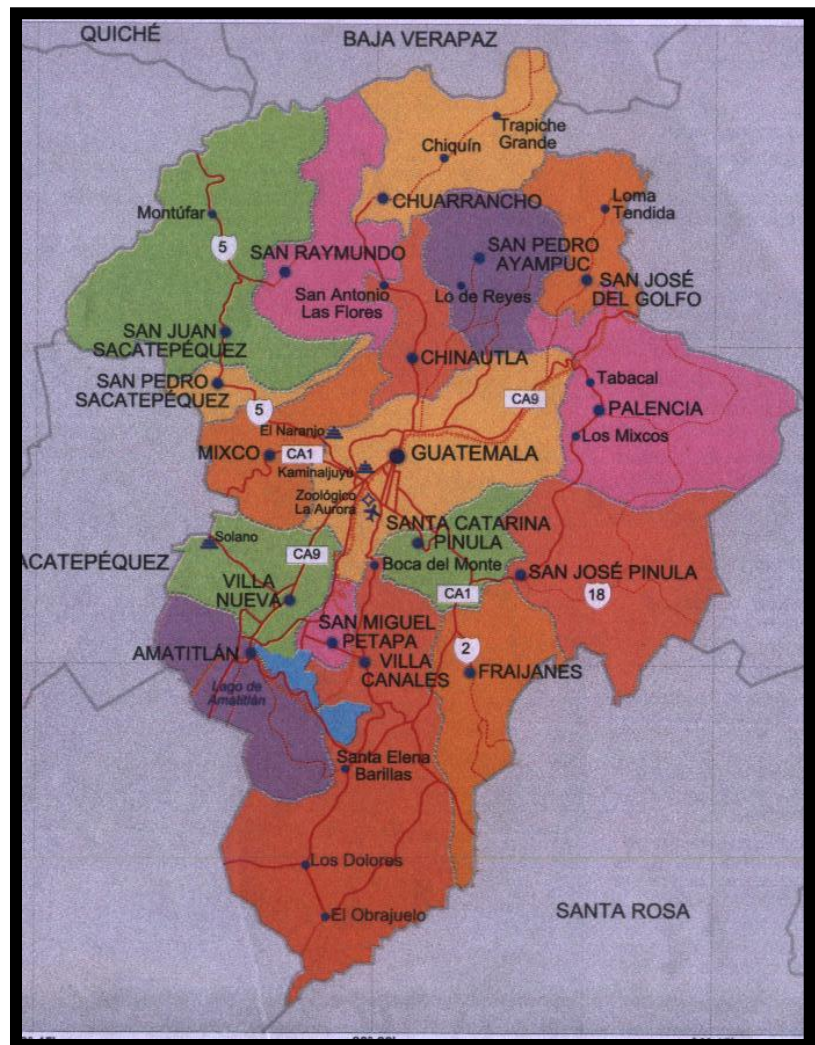 QUICHÉ
BAJA VERAPAZ
Trapiche
Grande
Chiquín
CHUARRANCHO
Loma
Tendida
Montúfar
5
SAN RAYMUNDO
SAN PEDRO
AYAMPUC
SAN JOSÉ
DEL GOLFO
San Antonio
Las Flores
Lo de Reyes
SAN JUAN
SACATEPÉQUEZ
CHINAUTLA
SAN PEDRO
SACATEPÉQUEZ
Tabacal
CA9
PALENCIA
5
El Naranjo
Los Mixcos
MIXCO
CA1
GUATEMALA
Kaminaljuyú
Zoológico
La Aurora
SANTA CATARINA
PINULA
Solano
ACATEPÉQUEZ
CA9
Boca del Monte
SAN JOSÉ PINULA
VILLA
NUEVA
CA1
18
SAN MIGUEL
PETAPA
2
AMATITLÁN
VILLA
CANALES
FRAIJANES
Lago de
Amatitlán
Santa Elena
Barillas
Los Dolores
El Obrajuelo
SANTA ROSA